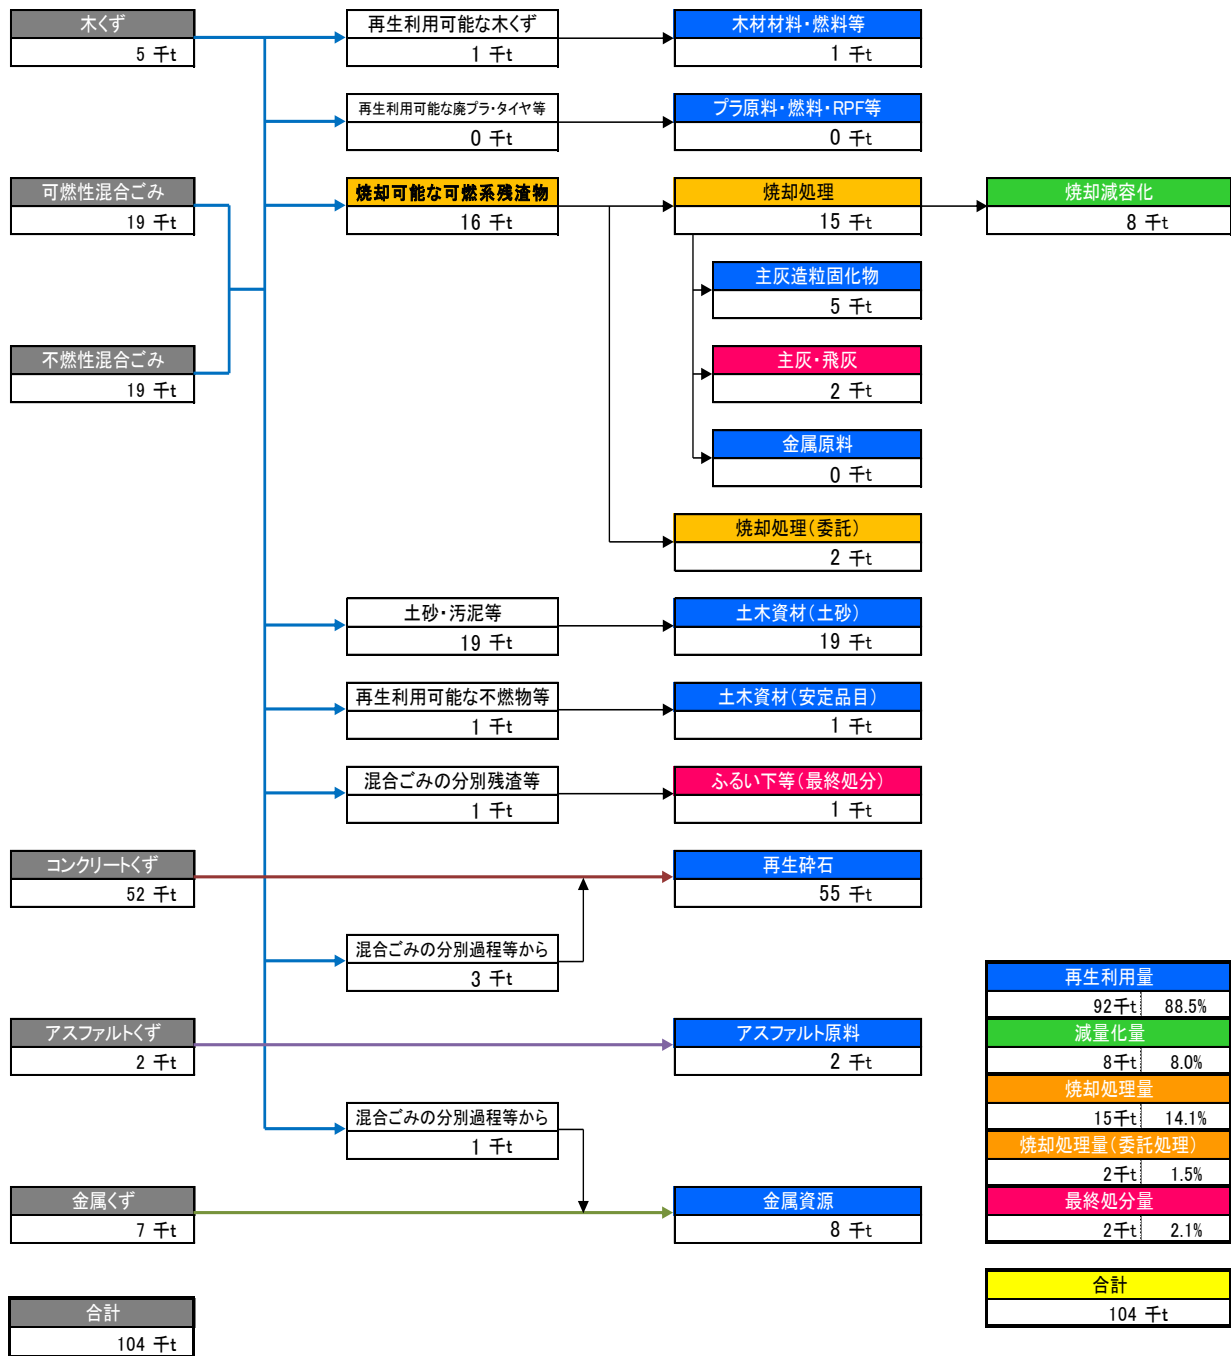 木くず
5 千t
再生利用可能な木くず
1 千t
木材材料・燃料等
1 千t
再生利用可能な廃プラ・タイヤ等
0 千t
プラ原料・燃料・RPF等
0 千t
可燃性混合ごみ
19 千t
焼却可能な可燃系残渣物
16 千t
焼却処理
15 千t
焼却減容化
8 千t
主灰造粒固化物
5 千t
不燃性混合ごみ
19 千t
主灰・飛灰
2 千t
金属原料
0 千t
焼却処理(委託)
2 千t
土砂・汚泥等
19 千t
土木資材(土砂)
19 千t
再生利用可能な不燃物等
1 千t
土木資材(安定品目)
1 千t
混合ごみの分別残渣等
1 千t
ふるい下等(最終処分)
1 千t
コンクリートくず
52 千t
再生砕石
55 千t
混合ごみの分別過程等から
3 千t
アスファルトくず
2 千t
アスファルト原料
2 千t
混合ごみの分別過程等から
1 千t
金属くず
7 千t
金属資源
8 千t
合計
104 千t
再生利用量
92千t 88.5%
減量化量
8千t 8.0%
焼却処理量
15千t 14.1%
焼却処理量(委託処理)
2千t 1.5%
最終処分量
2千t 2.1%
合計
104 千t